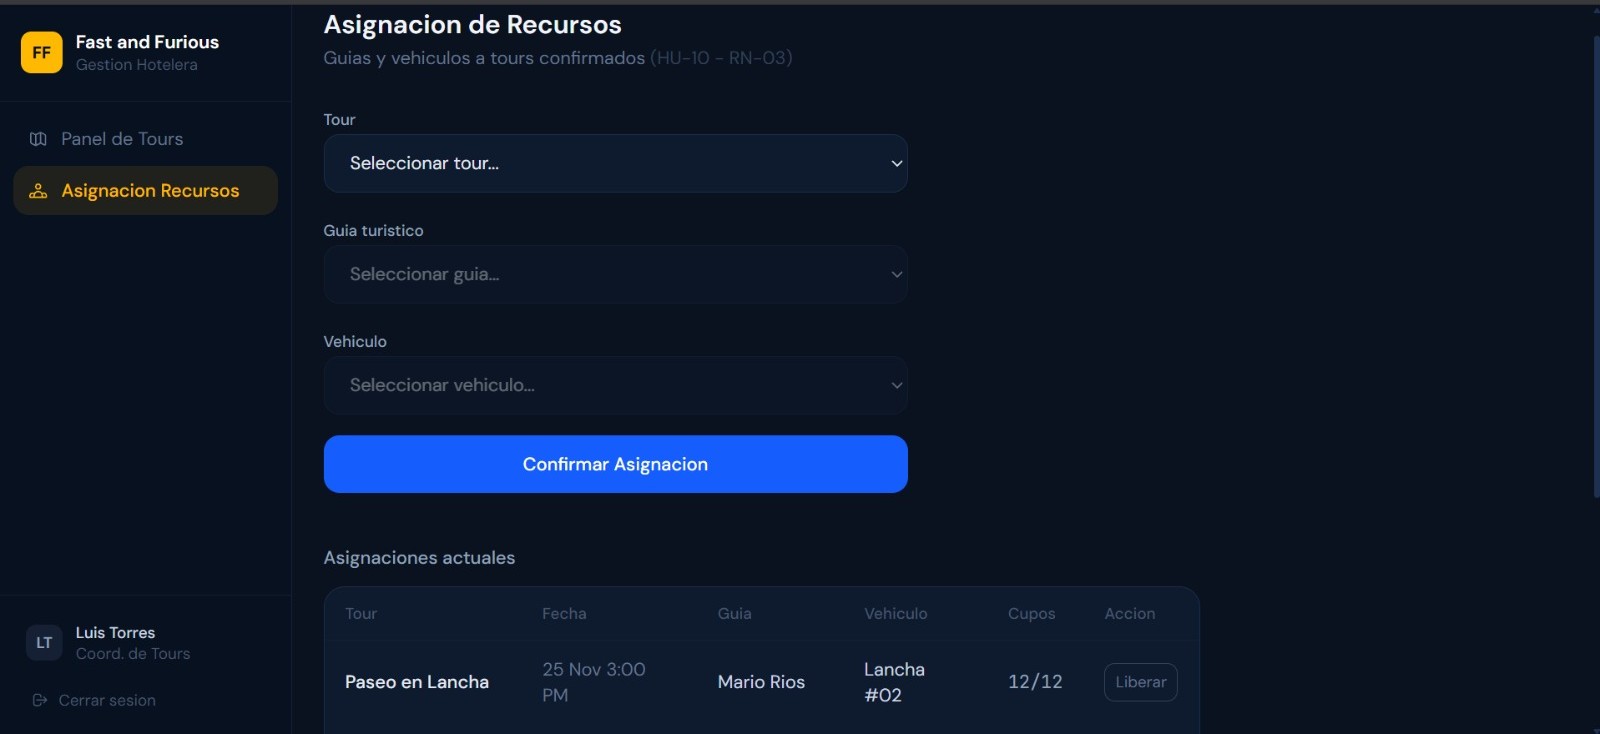 FF
Fast and Furious
Gestion Hotelera
Panel de Tours
Asignacion Recursos
LT
Luis Torres
Coord. de Tours
Cerrar sesion
Asignacion de Recursos
Guias y vehiculos a tours confirmados (HU-10 - RN-03)
Tour
Seleccionar tour...
Guia turistico
Seleccionar guia...
Vehiculo
Seleccionar vehiculo...
Confirmar Asignacion
Asignaciones actuales
Tour Fecha Guia Vehiculo Cupos Accion
Paseo en Lancha 25 Nov 3:00 PM Mario Rios Lancha #02 12/12 Liberar